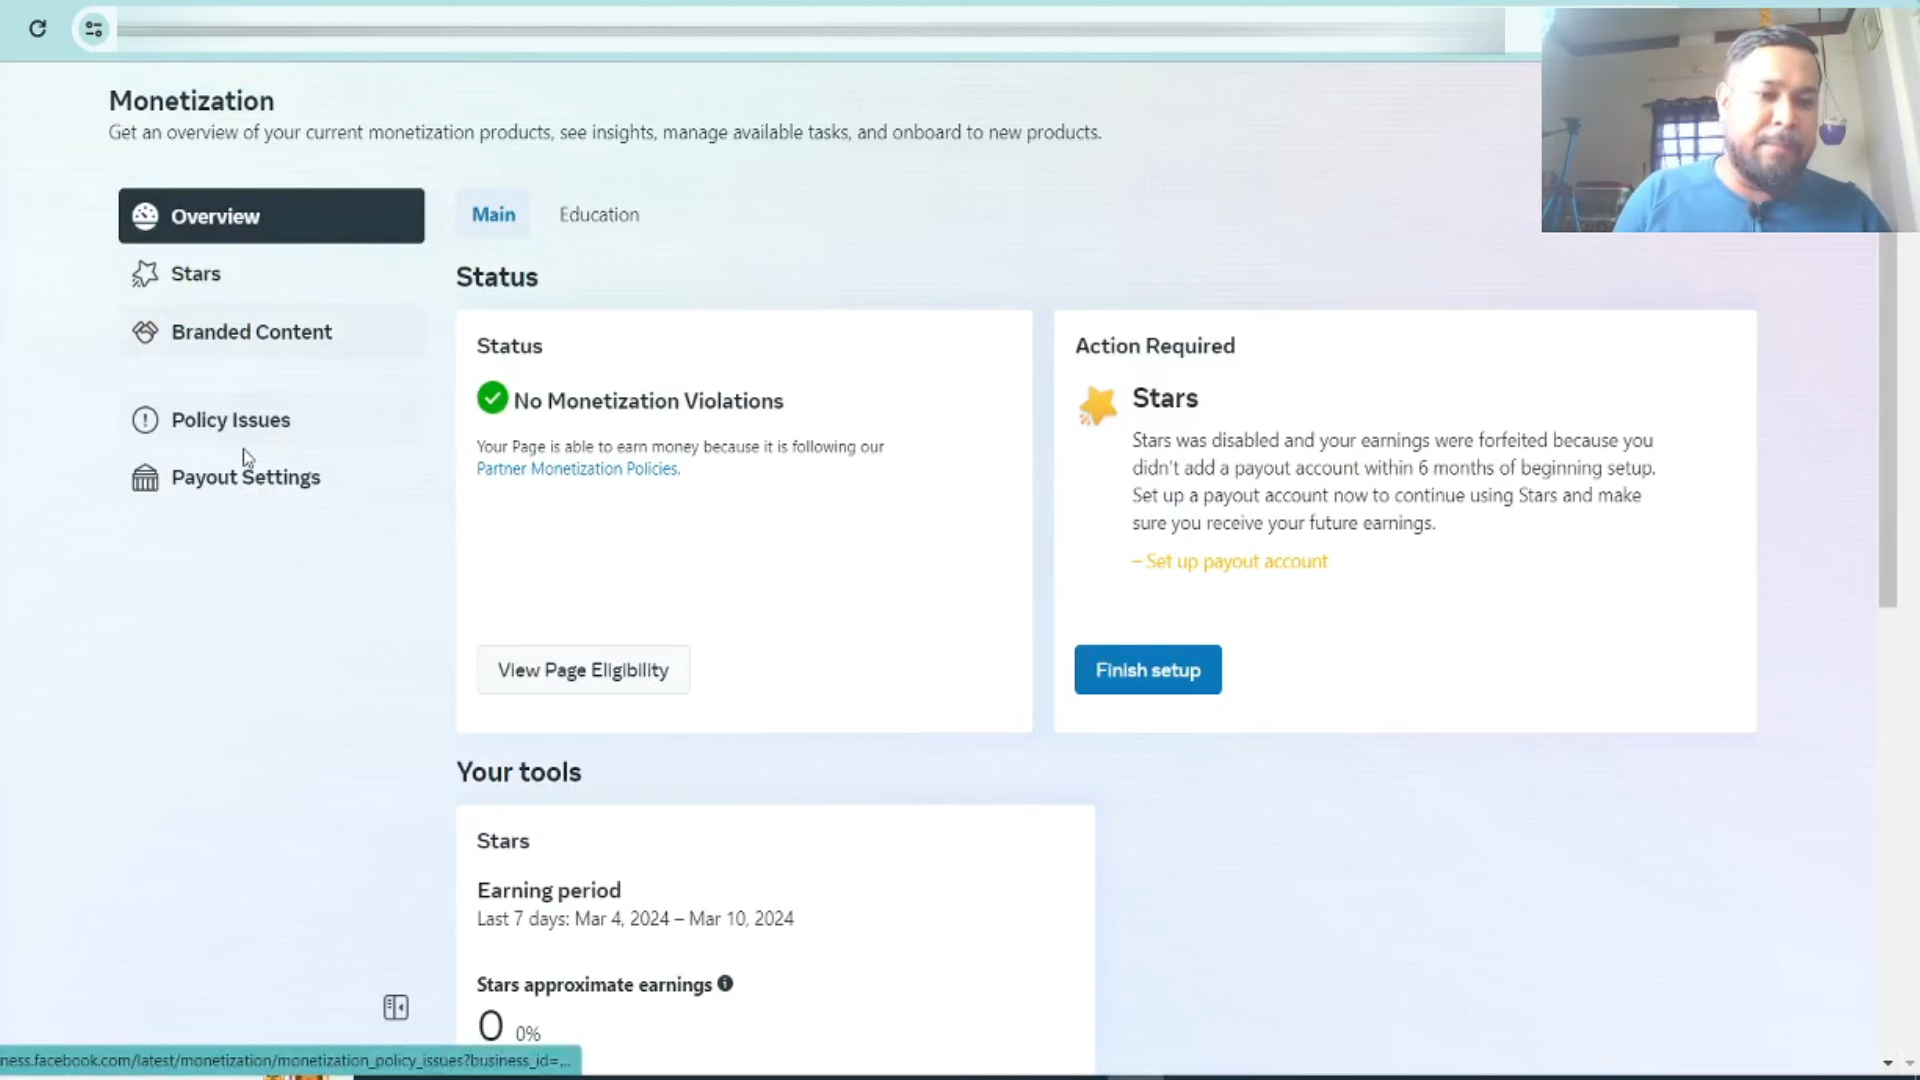 Monetization
Get an overview of your current monetization products, see insights, manage available tasks, and onboard to new products.
Overview
Stars
Branded Content
Policy Issues
Payout Settings
Main
Education
Status
Status
No Monetization Violations
Your Page is able to earn money because it is following our
Partner Monetization Policies.
View Page Eligibility
Action Required
Stars
Stars was disabled and your earnings were forfeited because you
didn't add a payout account within 6 months of beginning setup.
Set up a payout account now to continue using Stars and make
sure you receive your future earnings.
– Set up payout account
Finish setup
Your tools
Stars
Earning period
Last 7 days: Mar 4, 2024 – Mar 10, 2024
Stars approximate earnings
0 0%
ness.facebook.com/latest/monetization/monetization_policy_issues?business_id=...